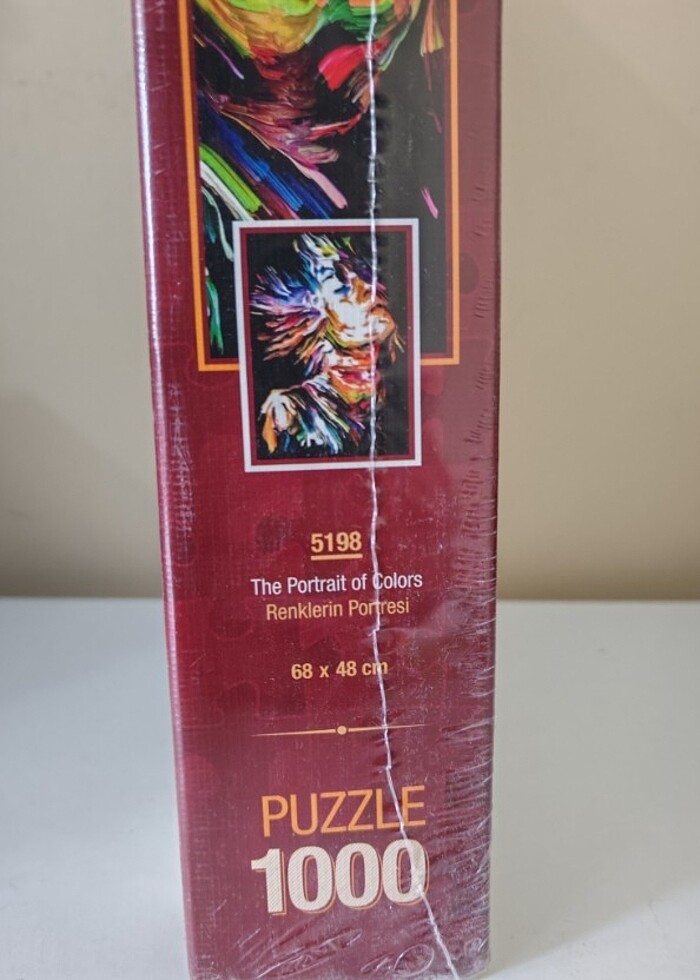 5198
The Portrait of Colors
Renklerin Portresi
68 x 48 cm
PUZZLE
1000